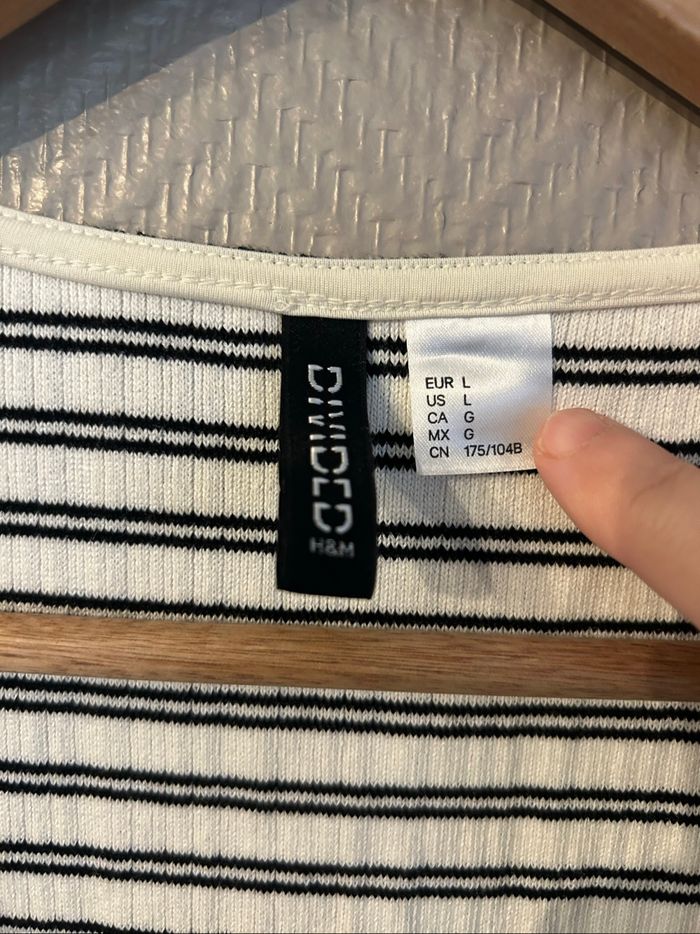 DIVIDED
H&M
EUR L
US L
CA G
MX G
CN 175/104B